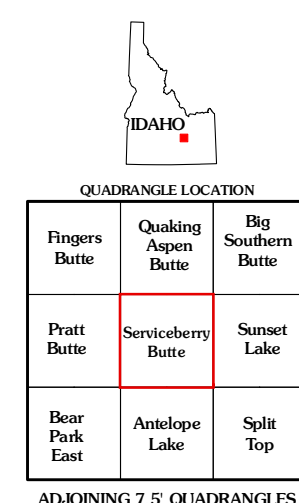 IDAHO
QUADRANGLE LOCATION
Fingers
Butte
Quaking
Aspen
Butte
Big
Southern
Butte
Pratt
Butte
Serviceberry
Butte
Sunset
Lake
Bear
Park
East
Antelope
Lake
Split
Top
ADJOINING 7.5' QUADRANGLES